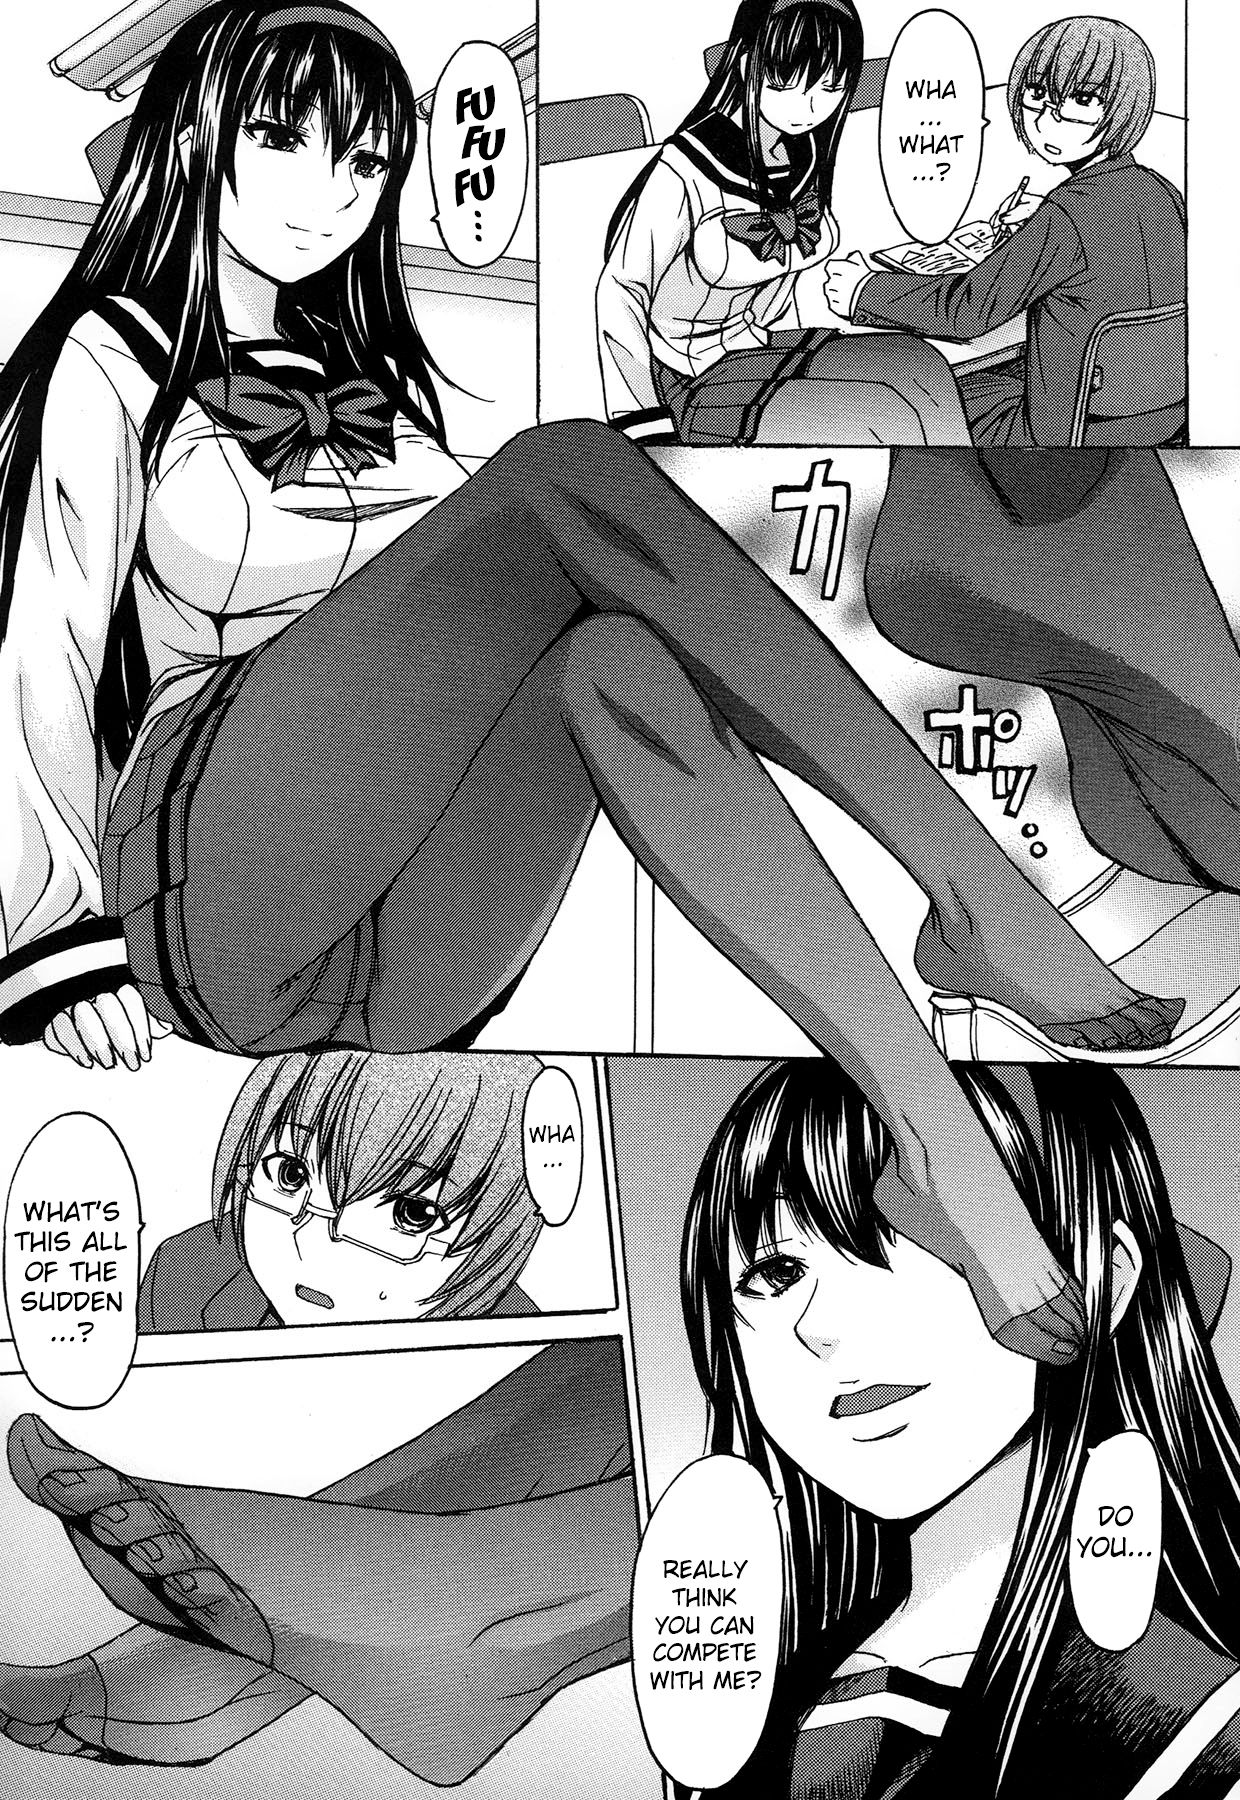 WHA
...
WHAT
...?
FU
FU
FU
...
カ
ポッ
WHA
...
WHAT'S
THIS ALL
OF THE
SUDDEN
...?
DO
YOU...
REALLY
THINK
YOU CAN
COMPETE
WITH ME?